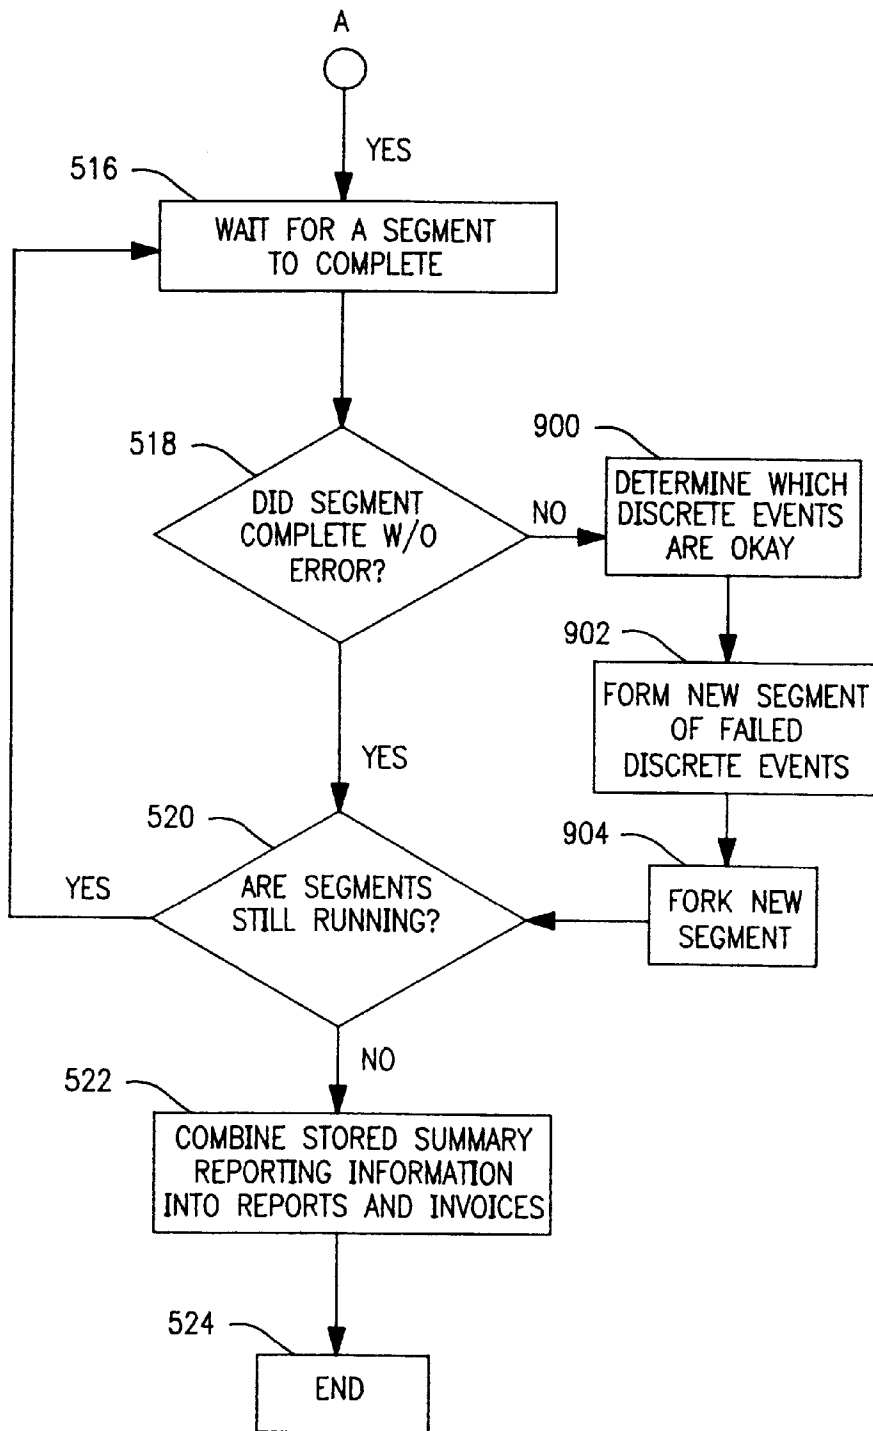 A
YES
516
WAIT FOR A SEGMENT
TO COMPLETE
518
DID SEGMENT
COMPLETE W/O
ERROR?
NO
900
DETERMINE WHICH
DISCRETE EVENTS
ARE OKAY
902
FORM NEW SEGMENT
OF FAILED
DISCRETE EVENTS
YES
904
FORK NEW
SEGMENT
520
YES
ARE SEGMENTS
STILL RUNNING?
NO
522
COMBINE STORED SUMMARY
REPORTING INFORMATION
INTO REPORTS AND INVOICES
524
END